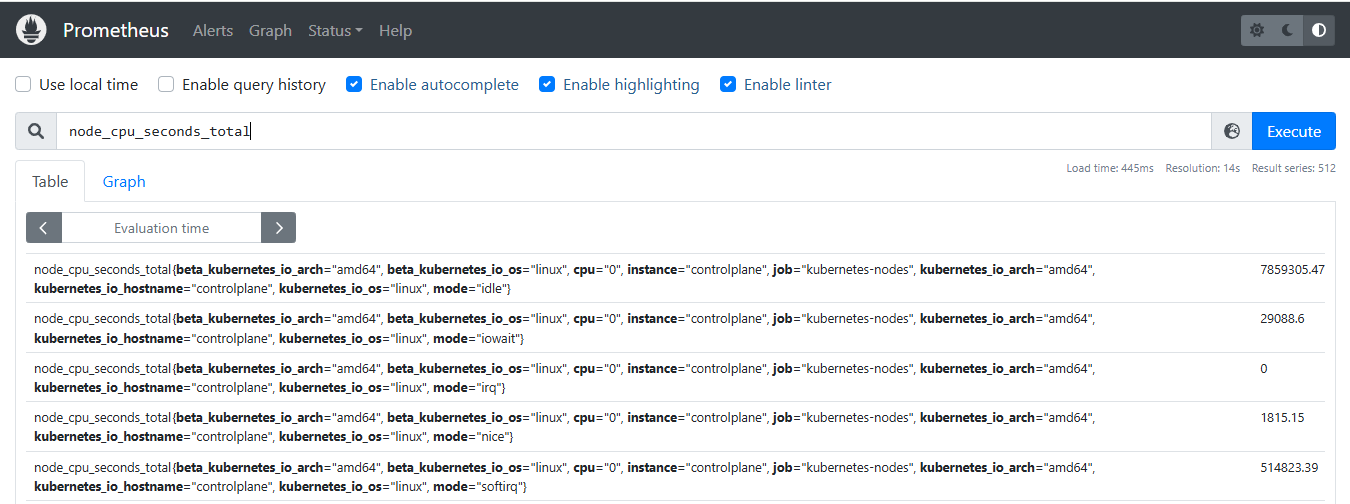 Prometheus Alerts Graph Status Help
Use local time Enable query history Enable autocomplete Enable highlighting Enable linter
node_cpu_seconds_total Execute
Load time: 445ms Resolution: 14s Result series: 512
Table Graph
Evaluation time
node_cpu_seconds_total{beta_kubernetes_io_arch="amd64", beta_kubernetes_io_os="linux", cpu="0", instance="controlplane", job="kubernetes-nodes", kubernetes_io_arch="amd64", 7859305.47
kubernetes_io_hostname="controlplane", kubernetes_io_os="linux", mode="idle"}
node_cpu_seconds_total{beta_kubernetes_io_arch="amd64", beta_kubernetes_io_os="linux", cpu="0", instance="controlplane", job="kubernetes-nodes", kubernetes_io_arch="amd64", 29088.6
kubernetes_io_hostname="controlplane", kubernetes_io_os="linux", mode="iowait"}
node_cpu_seconds_total{beta_kubernetes_io_arch="amd64", beta_kubernetes_io_os="linux", cpu="0", instance="controlplane", job="kubernetes-nodes", kubernetes_io_arch="amd64", 0
kubernetes_io_hostname="controlplane", kubernetes_io_os="linux", mode="irq"}
node_cpu_seconds_total{beta_kubernetes_io_arch="amd64", beta_kubernetes_io_os="linux", cpu="0", instance="controlplane", job="kubernetes-nodes", kubernetes_io_arch="amd64", 1815.15
kubernetes_io_hostname="controlplane", kubernetes_io_os="linux", mode="nice"}
node_cpu_seconds_total{beta_kubernetes_io_arch="amd64", beta_kubernetes_io_os="linux", cpu="0", instance="controlplane", job="kubernetes-nodes", kubernetes_io_arch="amd64", 514823.39
kubernetes_io_hostname="controlplane", kubernetes_io_os="linux", mode="softirq"}